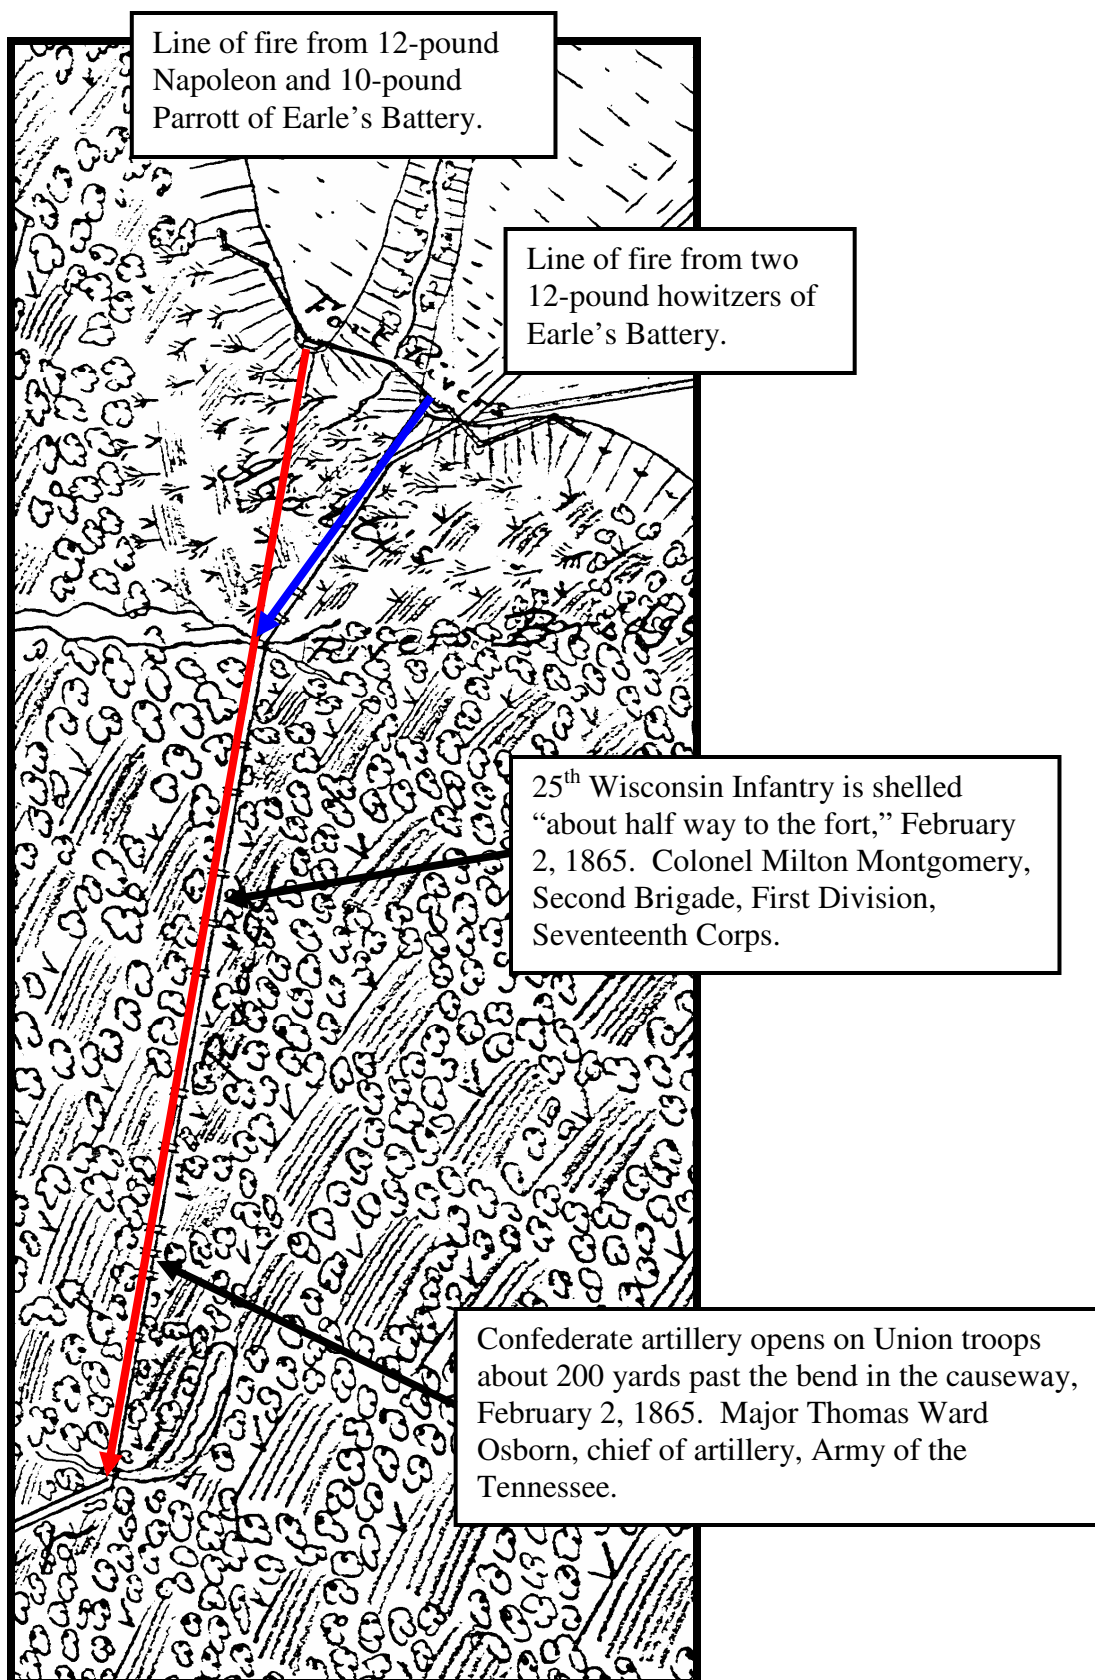 Line of fire from 12-pound
Napoleon and 10-pound
Parrott of Earle’s Battery.
Line of fire from two
12-pound howitzers of
Earle’s Battery.
25th Wisconsin Infantry is shelled
“about half way to the fort,” February
2, 1865.  Colonel Milton Montgomery,
Second Brigade, First Division,
Seventeenth Corps.
Confederate artillery opens on Union troops
about 200 yards past the bend in the causeway,
February 2, 1865.  Major Thomas Ward
Osborn, chief of artillery, Army of the
Tennessee.